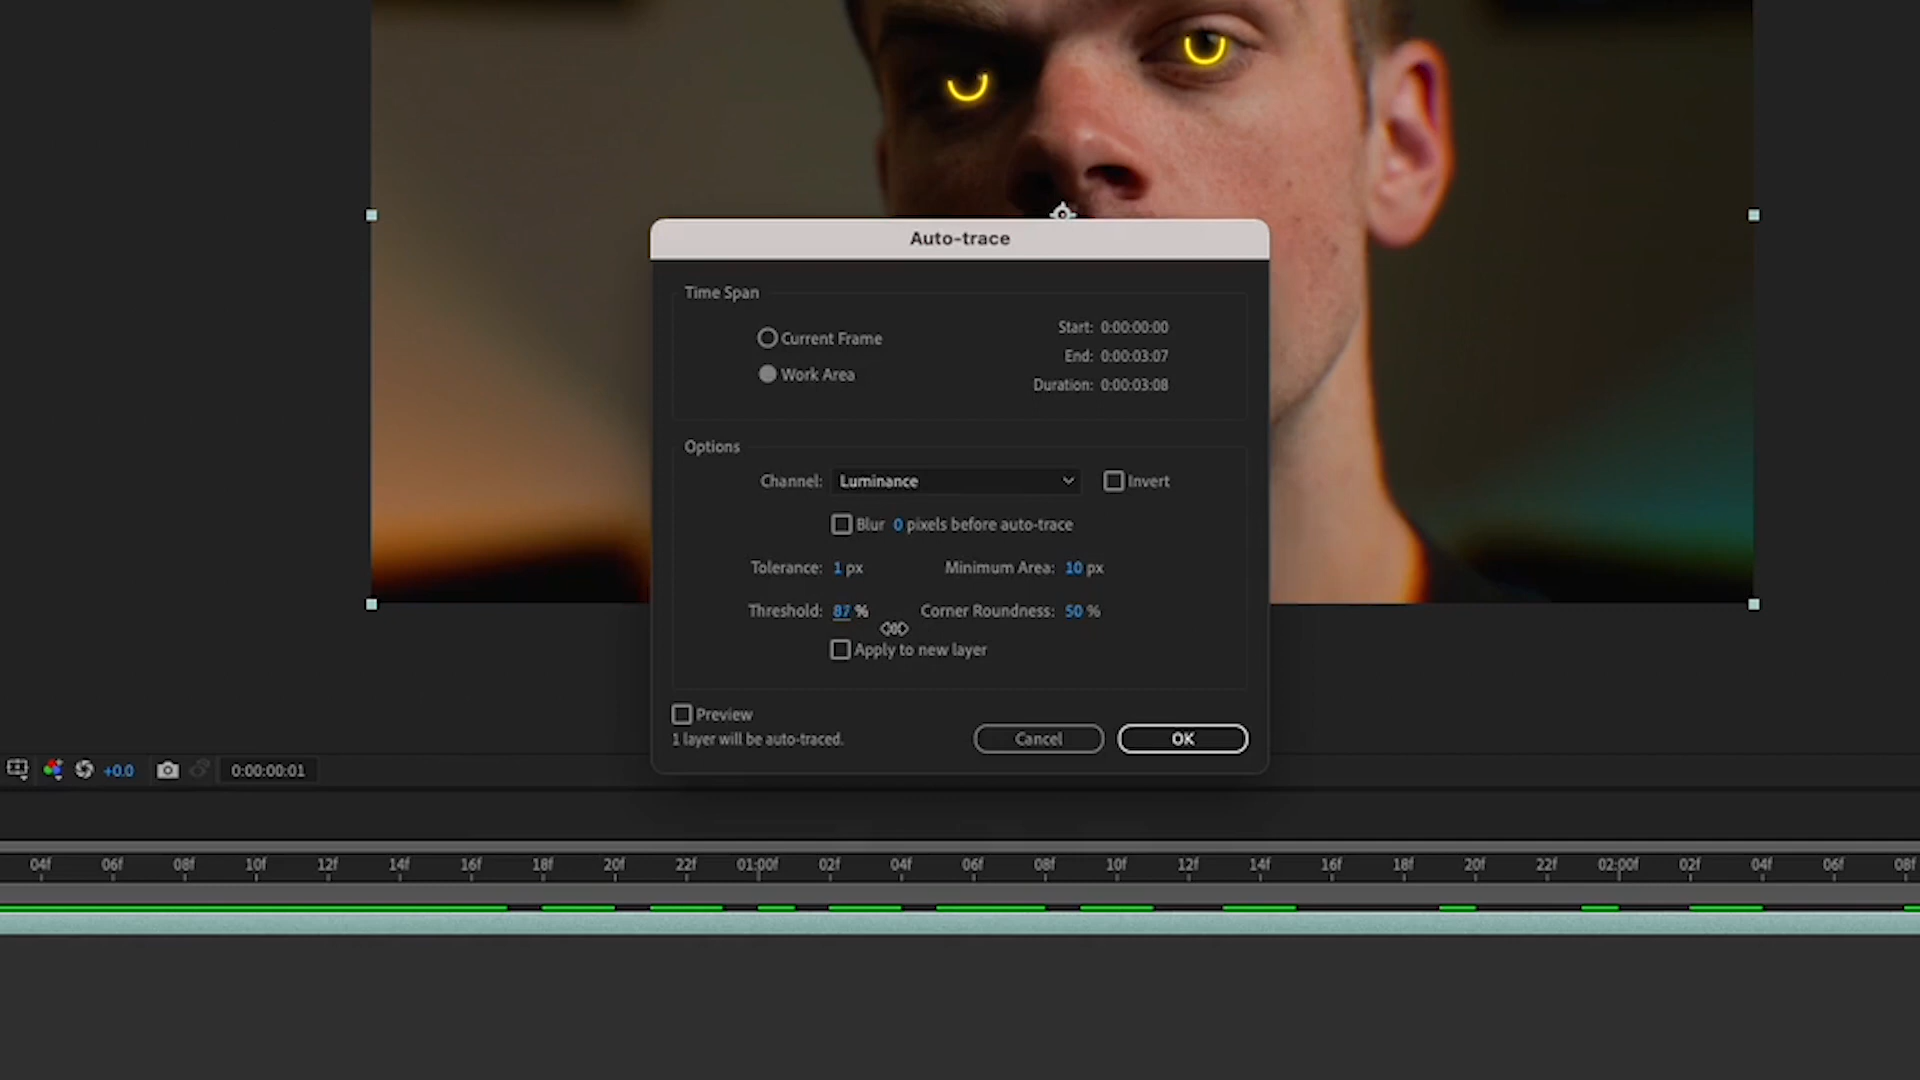 Auto-trace
Time Span
Current Frame
Work Area
Start: 0:00:00:00
End: 0:00:03:07
Duration: 0:00:03:08
Options
Channel: Luminance Invert
Blur 0 pixels before auto-trace
Tolerance: 1 px Minimum Area: 10 px
Threshold: 87 % Corner Roundness: 50 %
Apply to new layer
Preview
1 layer will be auto-traced.
Cancel OK
+0.0 0:00:00:01
04f 06f 08f 10f 12f 14f 16f 18f 20f 22f 01:00f 02f 04f 06f 08f 10f 12f 14f 16f 18f 20f 22f 02:00f 02f 04f 06f 08f